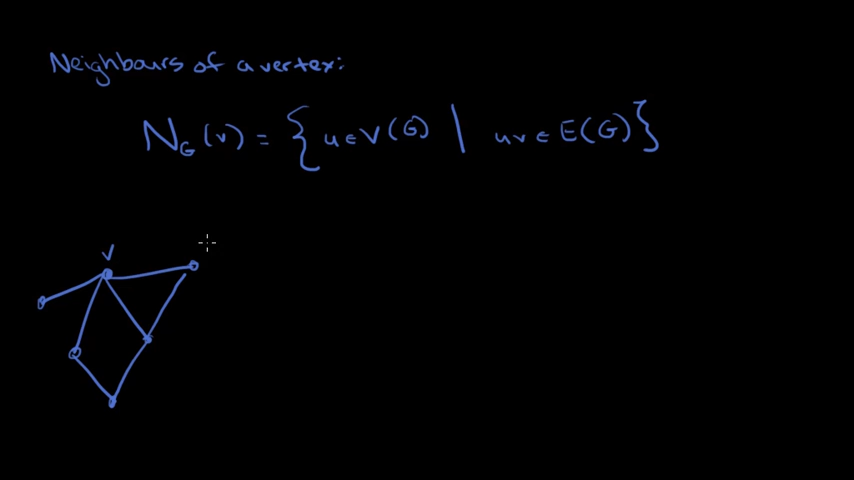 Neighbours of a vertex:
N_G(v) = { u ∈ V(G) | uv ∈ E(G) }
v